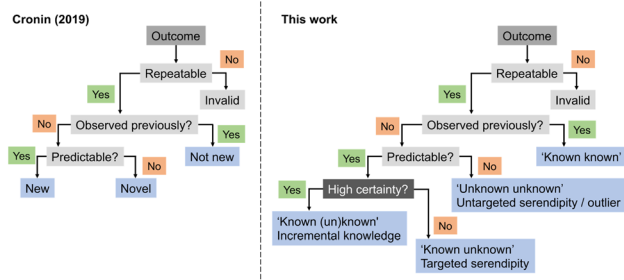 Cronin (2019)
Outcome
No
Repeatable
Yes
Invalid
No
Observed previously?
Yes
Yes
Predictable?
No
Not new
New
Novel
This work
Outcome
No
Repeatable
Yes
Invalid
No
Observed previously?
Yes
Yes
Predictable?
No
‘Known known’
Yes
High certainty?
‘Unknown unknown’
Untargeted serendipity / outlier
‘Known (un)known'
Incremental knowledge
No
‘Known unknown’
Targeted serendipity